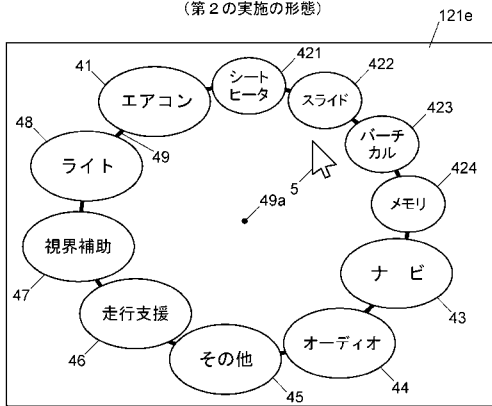 (第２の実施の形態)
121e
41
421
422
423
424
エアコン
シート
ヒータ
スライド
バーチ
カル
メモリ
48
49
ライト
5
49a
視界補助
ナ　ビ
47
43
走行支援
オーディオ
46
その他
44
45